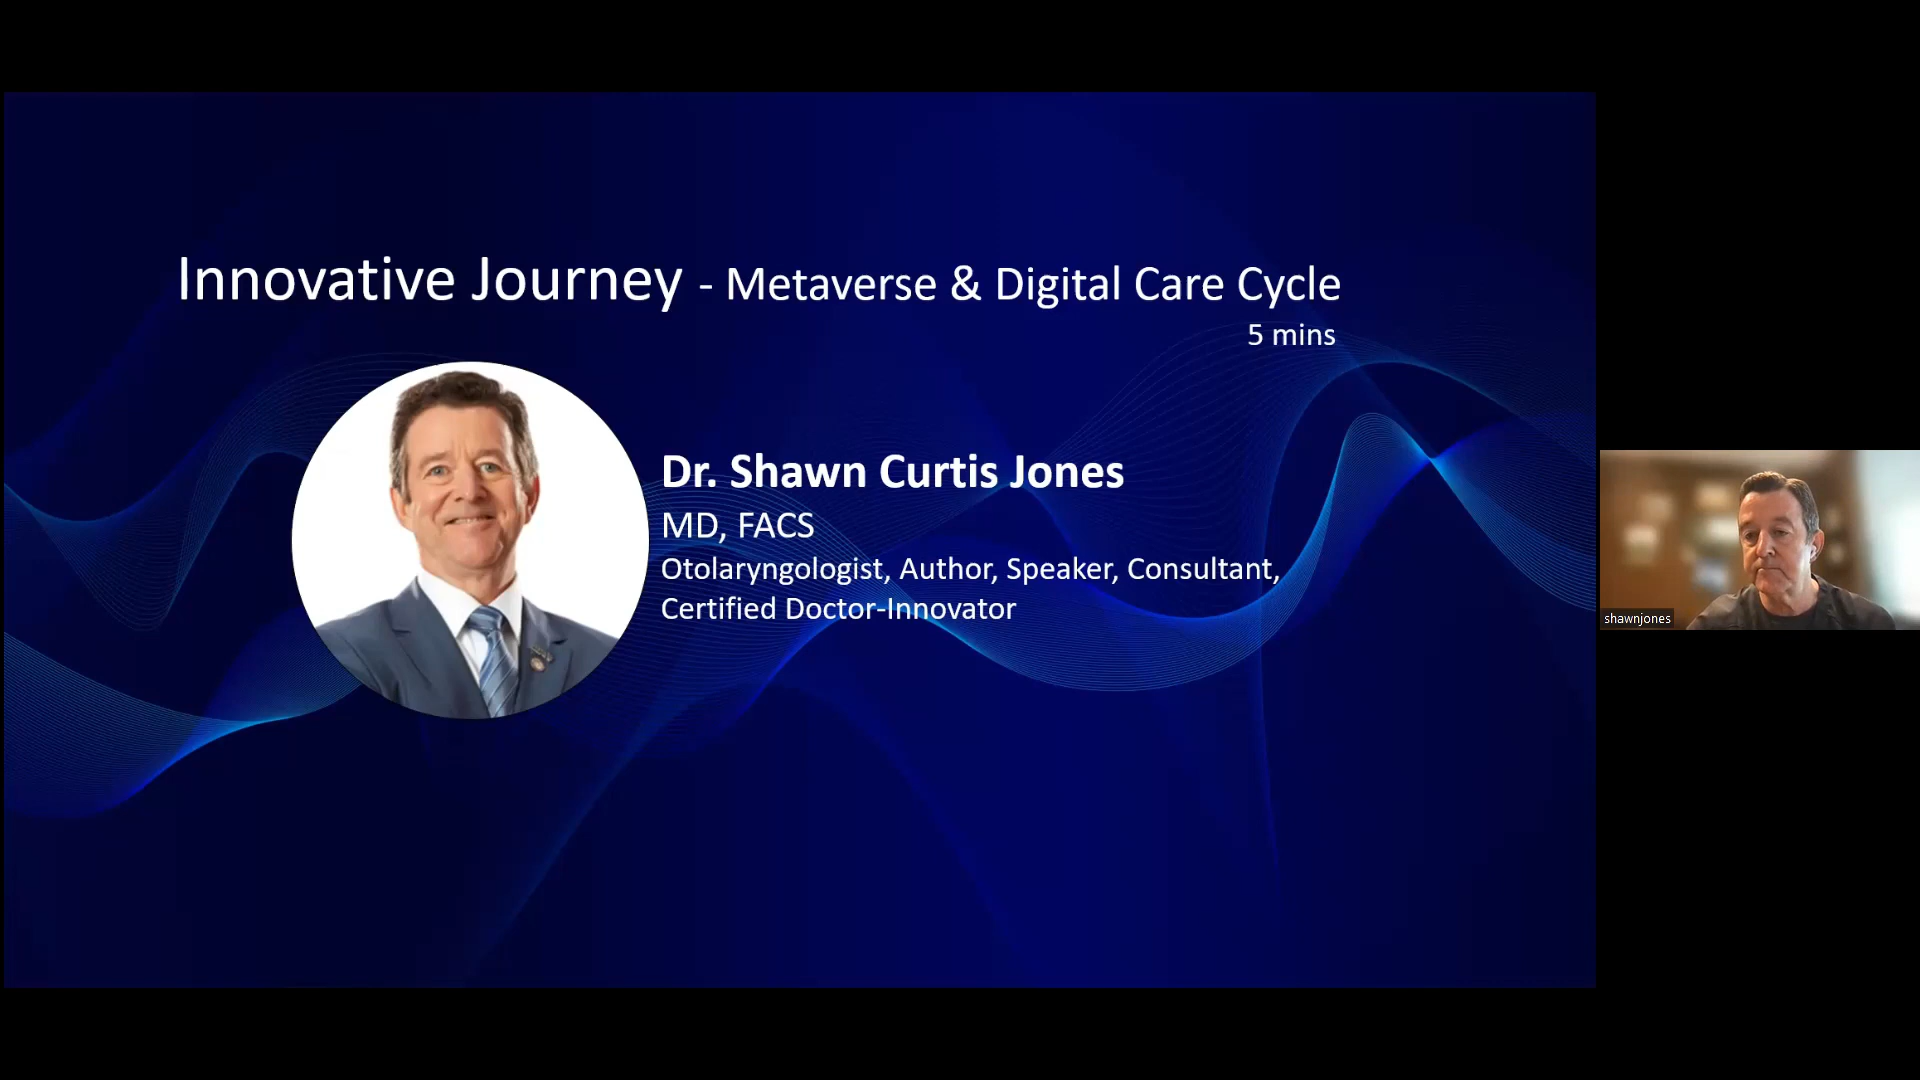 Innovative Journey - Metaverse & Digital Care Cycle
5 mins
Dr. Shawn Curtis Jones
MD, FACS
Otolaryngologist, Author, Speaker, Consultant,
Certified Doctor-Innovator
shawnjones